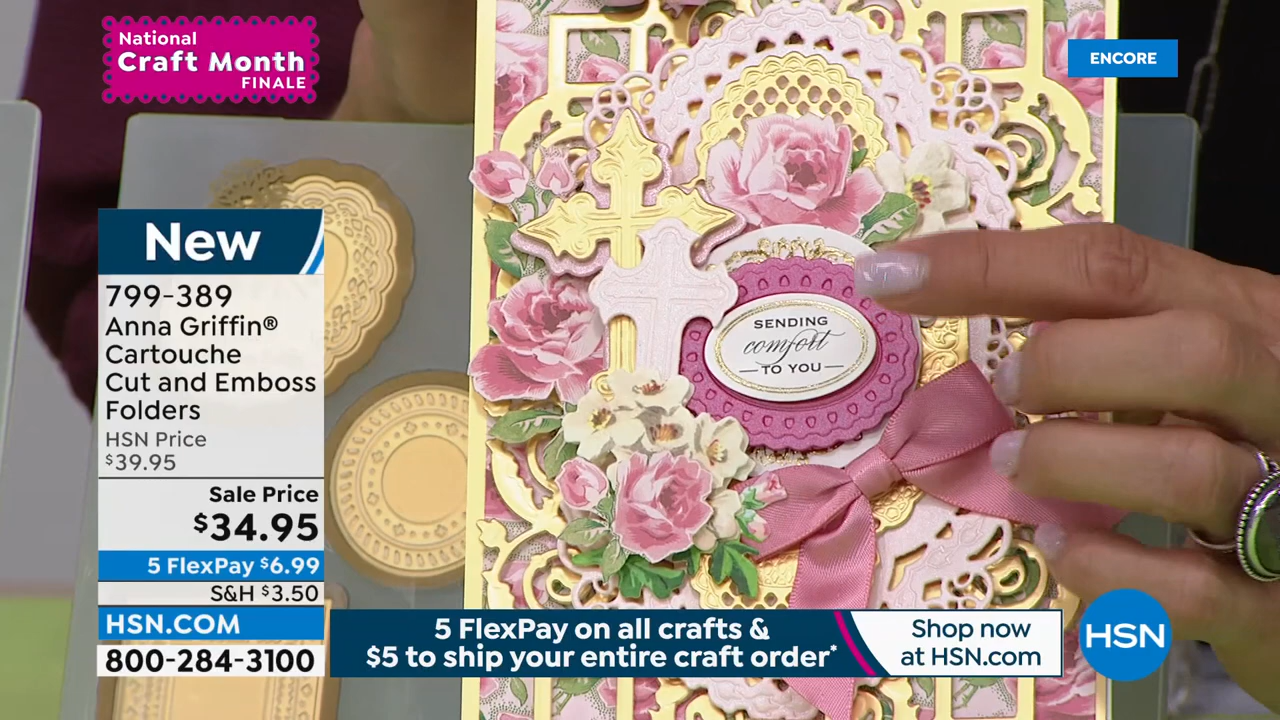 National
Craft Month
FINALE
ENCORE
New
799-389
Anna Griffin®
Cartouche
Cut and Emboss
Folders
HSN Price
$39.95
Sale Price
$34.95
5 FlexPay $6.99
S&H $3.50
HSN.COM
800-284-3100
SENDING
comfort
TO YOU
5 FlexPay on all crafts &
$5 to ship your entire craft order*
Shop now
at HSN.com
HSN